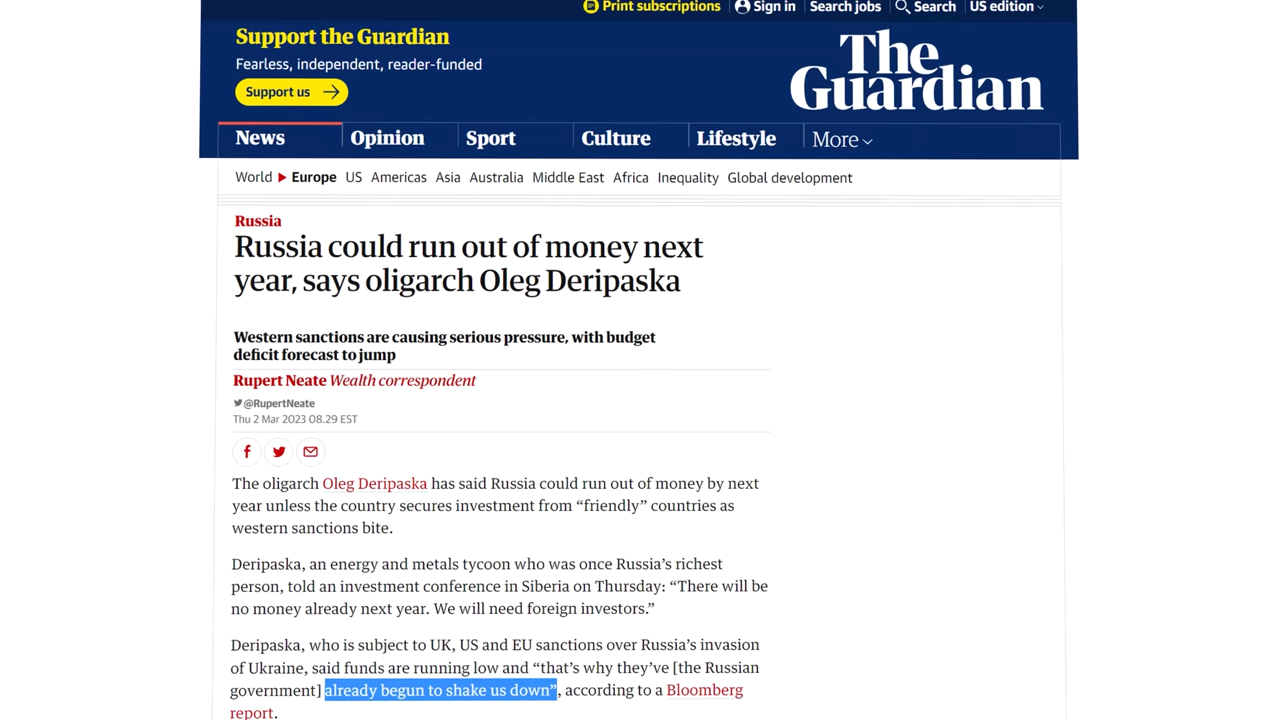 Print subscriptions Sign in Search jobs Search US edition
Support the Guardian
Fearless, independent, reader-funded
Support us
The
Guardian
News Opinion Sport Culture Lifestyle More
World Europe US Americas Asia Australia Middle East Africa Inequality Global development
Russia
Russia could run out of money next
year, says oligarch Oleg Deripaska
Western sanctions are causing serious pressure, with budget
deficit forecast to jump
Rupert Neate Wealth correspondent
@RupertNeate
Thu 2 Mar 2023 08.29 EST
The oligarch Oleg Deripaska has said Russia could run out of money by next
year unless the country secures investment from “friendly” countries as
western sanctions bite.
Deripaska, an energy and metals tycoon who was once Russia’s richest
person, told an investment conference in Siberia on Thursday: “There will be
no money already next year. We will need foreign investors.”
Deripaska, who is subject to UK, US and EU sanctions over Russia’s invasion
of Ukraine, said funds are running low and “that’s why they’ve [the Russian
government] already begun to shake us down”, according to a Bloomberg
report.